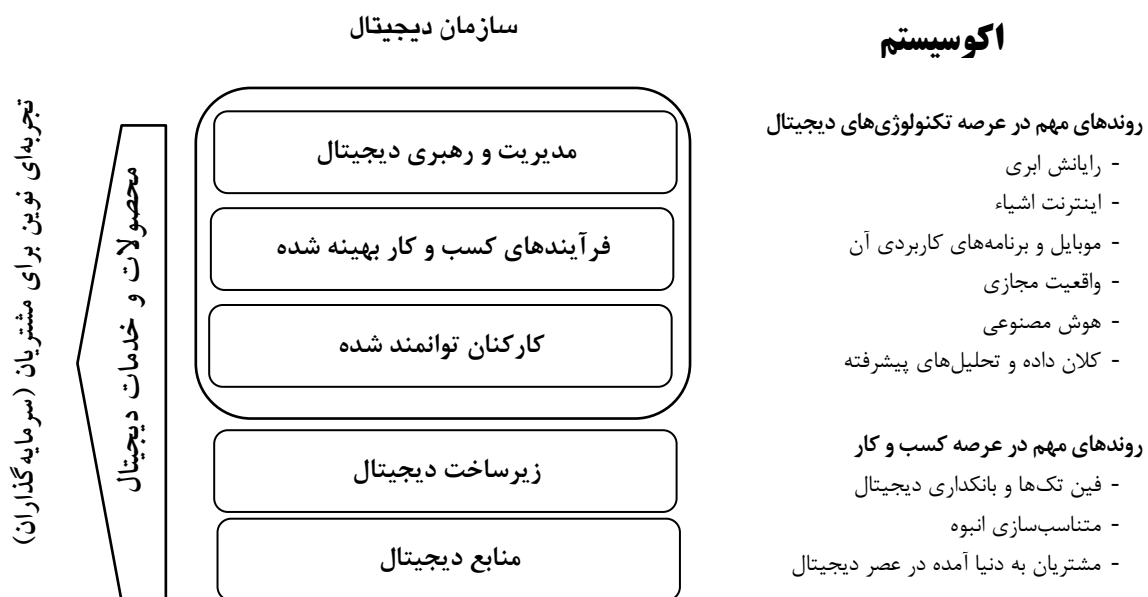 اکوسیستم
روندهای مهم در عرصه تکنولوژی‌های دیجیتال
- رایانش ابری
- اینترنت اشیاء
- موبایل و برنامه‌های کاربردی آن
- واقعیت مجازی
- هوش مصنوعی
- کلان داده و تحلیل‌های پیشرفته
روندهای مهم در عرصه کسب و کار
- فین تک‌ها و بانکداری دیجیتال
- متناسب‌سازی انبوه
- مشتریان به دنیا آمده در عصر دیجیتال
سازمان دیجیتال
مدیریت و رهبری دیجیتال
فرآیندهای کسب و کار بهینه شده
کارکنان توانمند شده
زیرساخت دیجیتال
منابع دیجیتال
محصولات و خدمات دیجیتال
تجربه‌ای نوین برای مشتریان (سرمایه‌گذاران)